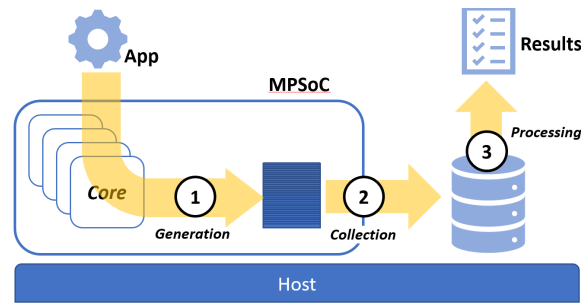 App
Results
MPSoC
Processing
3
Core
1
2
Generation
Collection
Host